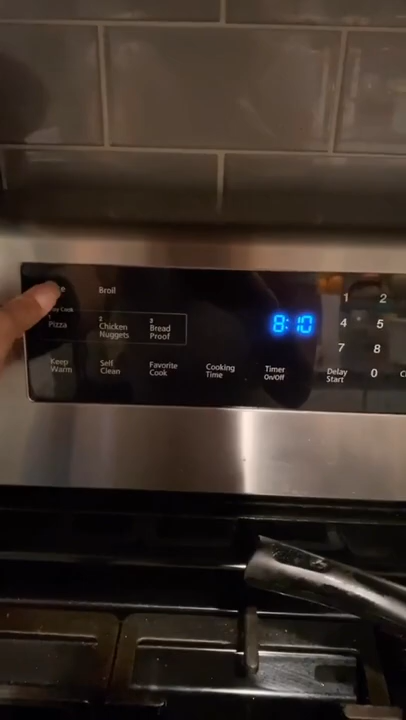 Broil
1 2
8:10
Pizza
2
Chicken
Nuggets
3
Bread
Proof
4 5
7 8
Keep
Warm
Self
Clean
Favorite
Cook
Cooking
Time
Timer
On/Off
Delay
Start
0